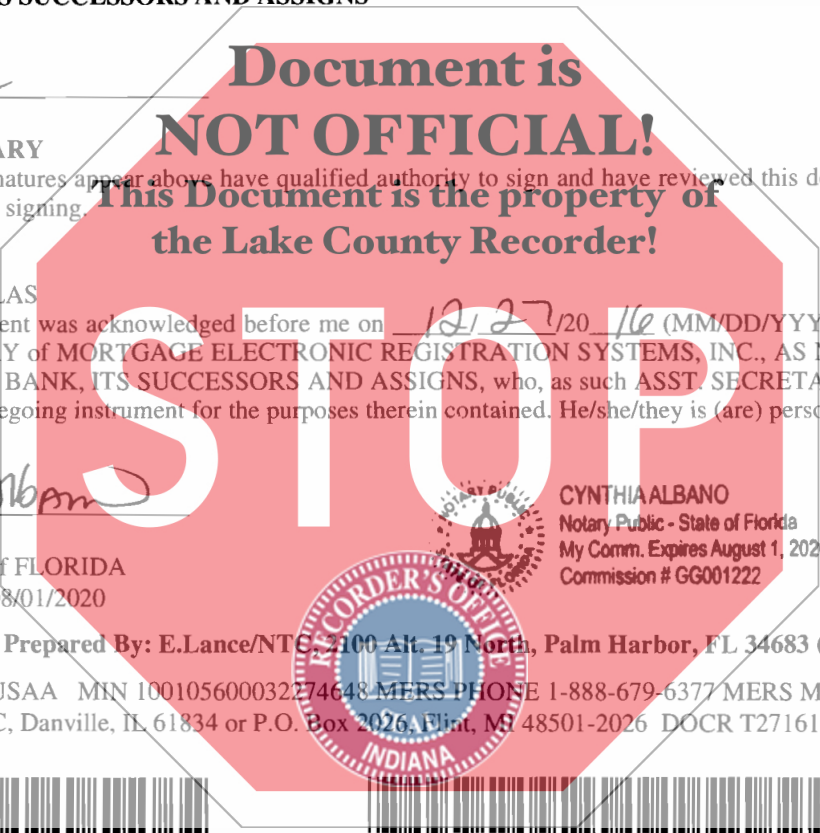 S SUCCESSORS AND ASSIGNS
Document is
NOT OFFICIAL!
ARY
natures appear above have qualified authority to sign and have reviewed this d
signing.
This Document is the property of
the Lake County Recorder!
LAS
ent was acknowledged before me on 12/27/2016 (MM/DD/YYY
Y of MORTGAGE ELECTRONIC REGISTRATION SYSTEMS, INC., AS N
BANK, ITS SUCCESSORS AND ASSIGNS, who, as such ASST. SECRETA
egoing instrument for the purposes therein contained. He/she/they is (are) perso
STOP
NOTARY PUBLIC
CYNTHIA ALBANO
Notary Public - State of Florida
My Comm. Expires August 1, 202
Commission # GG001222
f FLORIDA
8/01/2020
RECORDER'S OFFICE
SEAL
INDIANA
Prepared By: E.Lance/NTC, 2100 Alt. 19 North, Palm Harbor, FL 34683 (
USAA MIN 100105600032274648 MERS PHONE 1-888-679-6377 MERS M
C, Danville, IL 61834 or P.O. Box 2026, Flint, MI 48501-2026 DOCR T27161